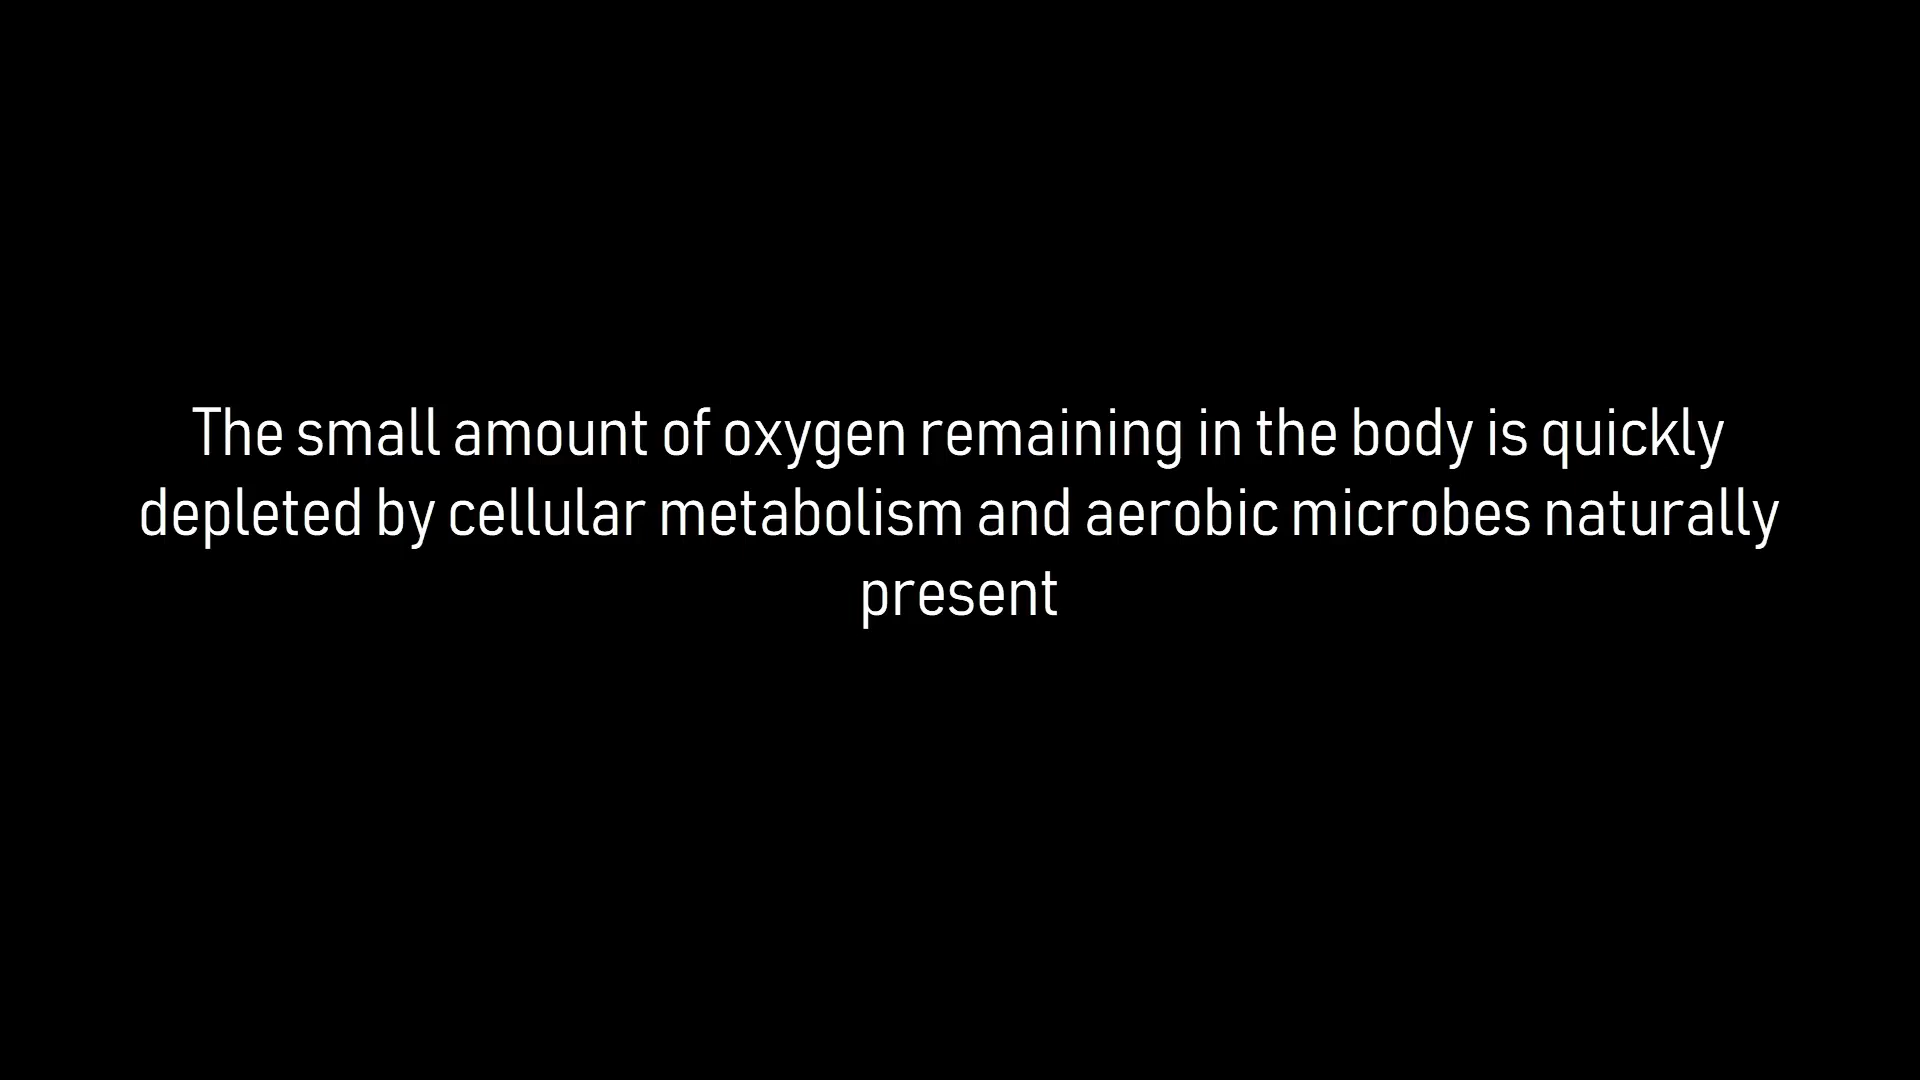 The small amount of oxygen remaining in the body is quickly
depleted by cellular metabolism and aerobic microbes naturally
present